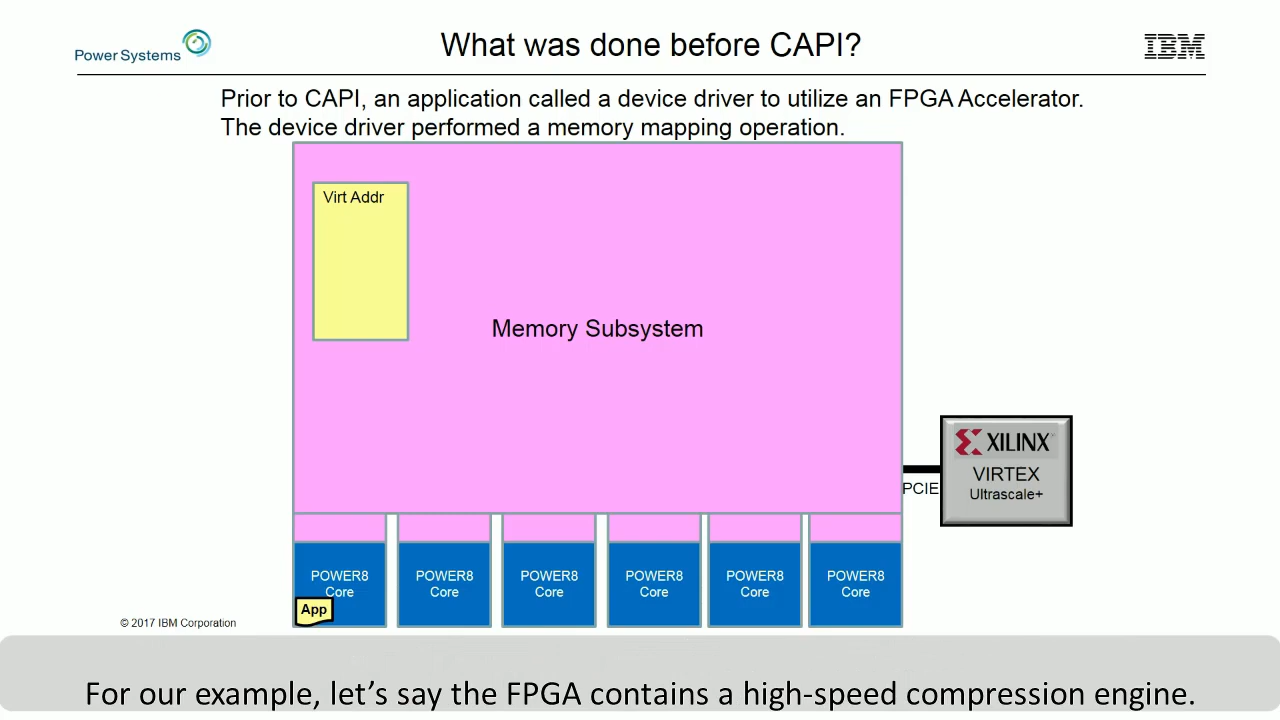 Power Systems
What was done before CAPI?
IBM
Prior to CAPI, an application called a device driver to utilize an FPGA Accelerator.
The device driver performed a memory mapping operation.
Virt Addr
Memory Subsystem
XILINX
VIRTEX
Ultrascale+
PCIE
POWER8
Core
POWER8
Core
POWER8
Core
POWER8
Core
POWER8
Core
POWER8
Core
App
© 2017 IBM Corporation
For our example, let's say the FPGA contains a high-speed compression engine.